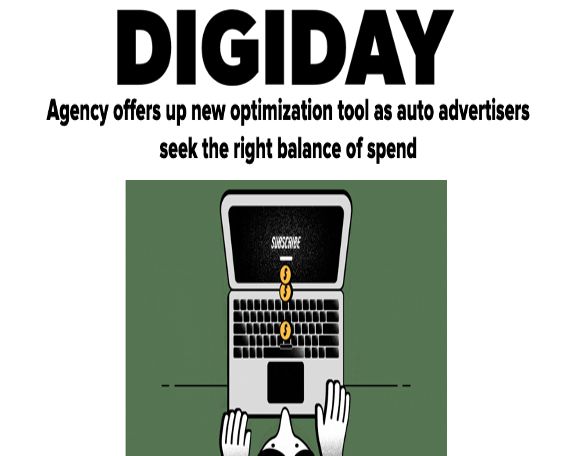 DIGIDAY
Agency offers up new optimization tool as auto advertisers
seek the right balance of spend
SUBSCRIBE